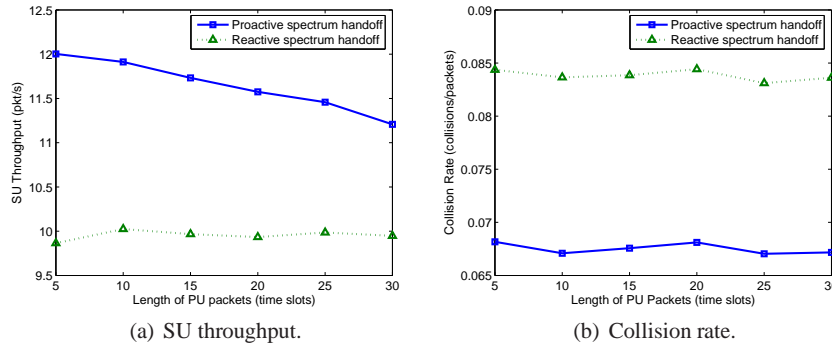 12.5
12
11.5
11
10.5
10
9.5
SU Throughput (pkt/s)
Proactive spectrum handoff
Reactive spectrum handoff
5 10 15 20 25 30
Length of PU packets (time slots)
(a) SU throughput.
0.09
0.085
0.08
0.075
0.07
0.065
Collision Rate (collisions/packets)
Proactive spectrum handoff
Reactive spectrum handoff
5 10 15 20 25 30
Length of PU Packets (time slots)
(b) Collision rate.